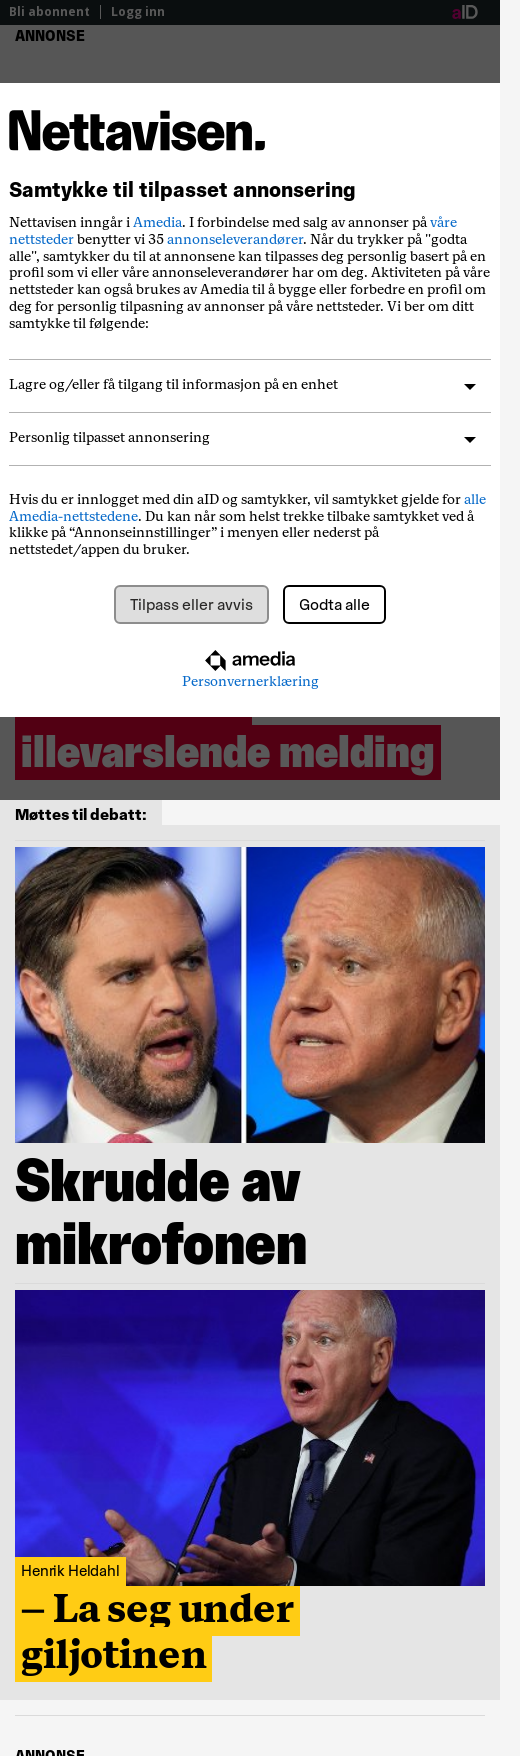 Bli abonnent | Logg inn
aID
ANNONSE
Nettavisen.
Samtykke til tilpasset annonsering
Nettavisen inngår i Amedia. I forbindelse med salg av annonser på våre
nettsteder benytter vi 35 annonseleverandører. Når du trykker på "godta
alle", samtykker du til at annonsene kan tilpasses deg personlig basert på en
profil som vi eller våre annonseleverandører har om deg. Aktiviteten på våre
nettsteder kan også brukes av Amedia til å bygge eller forbedre en profil om
deg for personlig tilpasning av annonser på våre nettsteder. Vi ber om ditt
samtykke til følgende:
Lagre og/eller få tilgang til informasjon på en enhet
Personlig tilpasset annonsering
Hvis du er innlogget med din aID og samtykker, vil samtykket gjelde for alle
Amedia-nettstedene. Du kan når som helst trekke tilbake samtykket ved å
klikke på “Annonseinnstillinger” i menyen eller nederst på
nettstedet/appen du bruker.
Tilpass eller avvis
Godta alle
amedia
Personvernerklæring
illevarslende melding
Møttes til debatt:
Skrudde av
mikrofonen
Henrik Heldahl
– La seg under
giljotinen
ANNONSE